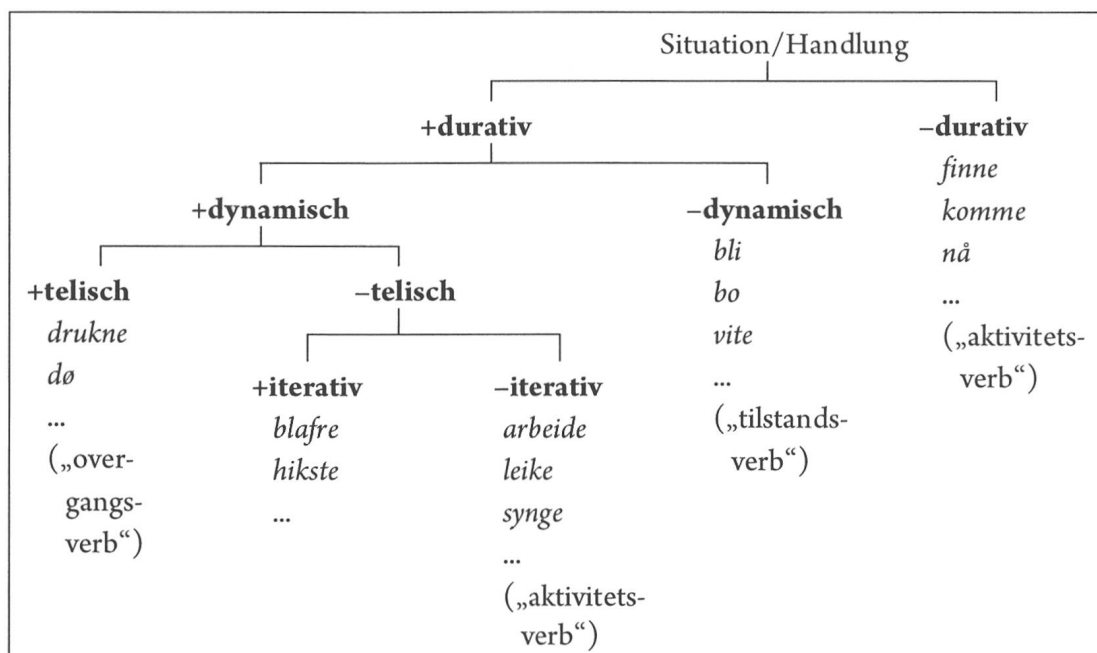 Situation/Handlung
+durativ
–durativ
finne
komme
nå
...
(„aktivitets-
verb“)
+dynamisch
–dynamisch
bli
bo
vite
...
(„tilstands-
verb“)
+telisch
drukne
dø
...
(„over-
gangs-
verb“)
–telisch
+iterativ
blafre
hikste
...
–iterativ
arbeide
leike
synge
...
(„aktivitets-
verb“)